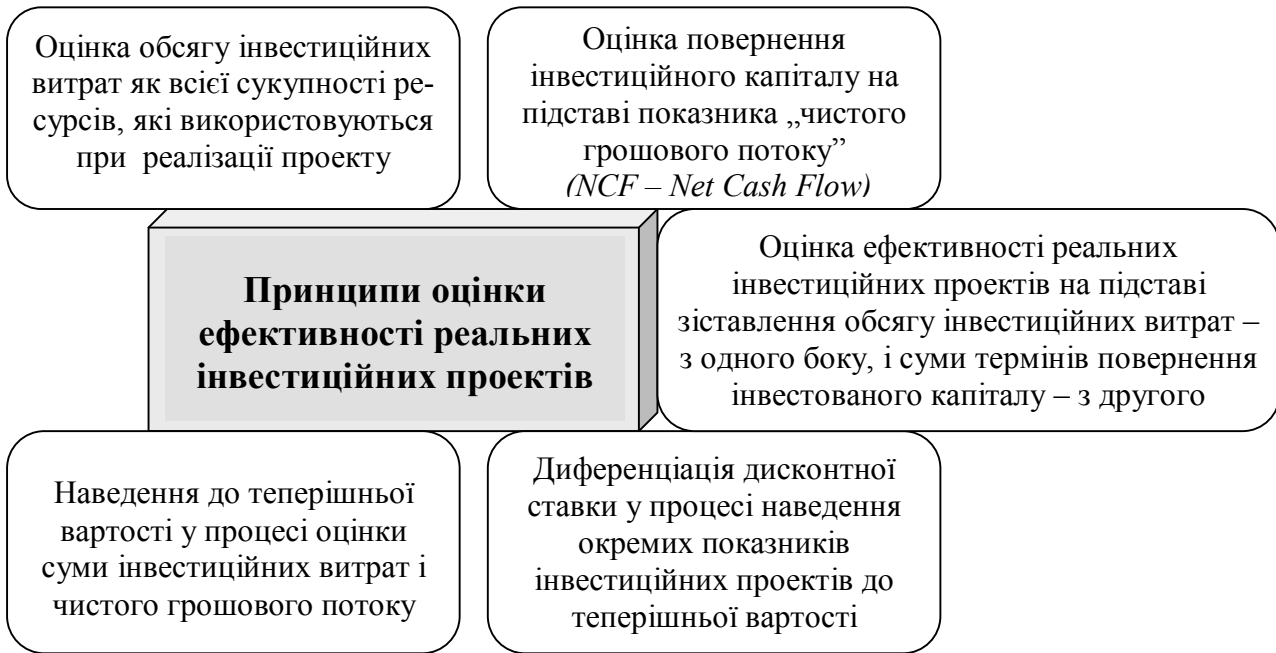 Оцінка обсягу інвестиційних
витрат як всієї сукупності ре-
сурсів, які використовуються
при реалізації проекту
Оцінка повернення
інвестиційного капіталу на
підставі показника „чистого
грошового потоку”
(NCF – Net Cash Flow)
Принципи оцінки
ефективності реальних
інвестиційних проектів
Оцінка ефективності реальних
інвестиційних проектів на підставі
зіставлення обсягу інвестиційних витрат –
з одного боку, і суми термінів повернення
інвестованого капіталу – з другого
Наведення до теперішньої
вартості у процесі оцінки
суми інвестиційних витрат і
чистого грошового потоку
Диференціація дисконтної
ставки у процесі наведення
окремих показників
інвестиційних проектів до
теперішньої вартості